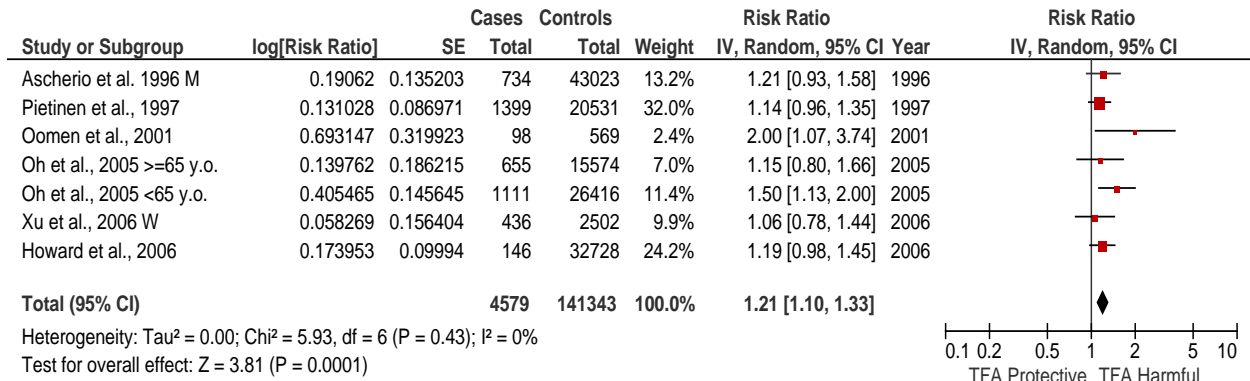 Cases Controls Risk Ratio Risk Ratio
Study or Subgroup log[Risk Ratio] SE Total Total Weight IV, Random, 95% CI Year IV, Random, 95% CI
Ascherio et al. 1996 M 0.19062 0.135203 734 43023 13.2% 1.21 [0.93, 1.58] 1996
Pietinen et al., 1997 0.131028 0.086971 1399 20531 32.0% 1.14 [0.96, 1.35] 1997
Oomen et al., 2001 0.693147 0.319923 98 569 2.4% 2.00 [1.07, 3.74] 2001
Oh et al., 2005 >=65 y.o. 0.139762 0.186215 655 15574 7.0% 1.15 [0.80, 1.66] 2005
Oh et al., 2005 <65 y.o. 0.405465 0.145645 1111 26416 11.4% 1.50 [1.13, 2.00] 2005
Xu et al., 2006 W 0.058269 0.156404 436 2502 9.9% 1.06 [0.78, 1.44] 2006
Howard et al., 2006 0.173953 0.09994 146 32728 24.2% 1.19 [0.98, 1.45] 2006
Total (95% CI) 4579 141343 100.0% 1.21 [1.10, 1.33]
Heterogeneity: Tau² = 0.00; Chi² = 5.93, df = 6 (P = 0.43); I² = 0%
Test for overall effect: Z = 3.81 (P = 0.0001)
0.1 0.2 0.5 1 2 5 10
TFA Protective TFA Harmful